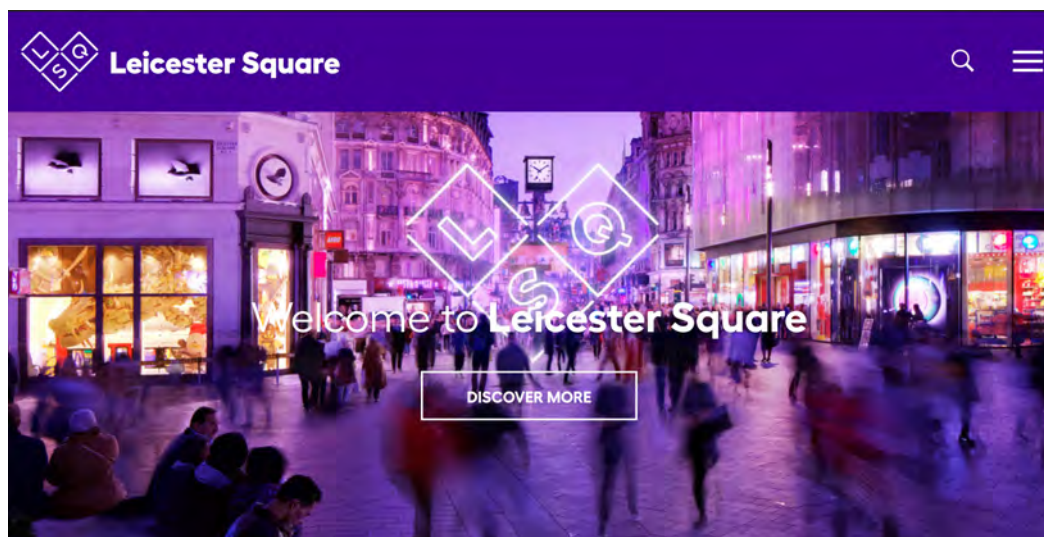 L Q
S
Leicester Square
L Q
S
Welcome to Leicester Square
DISCOVER MORE